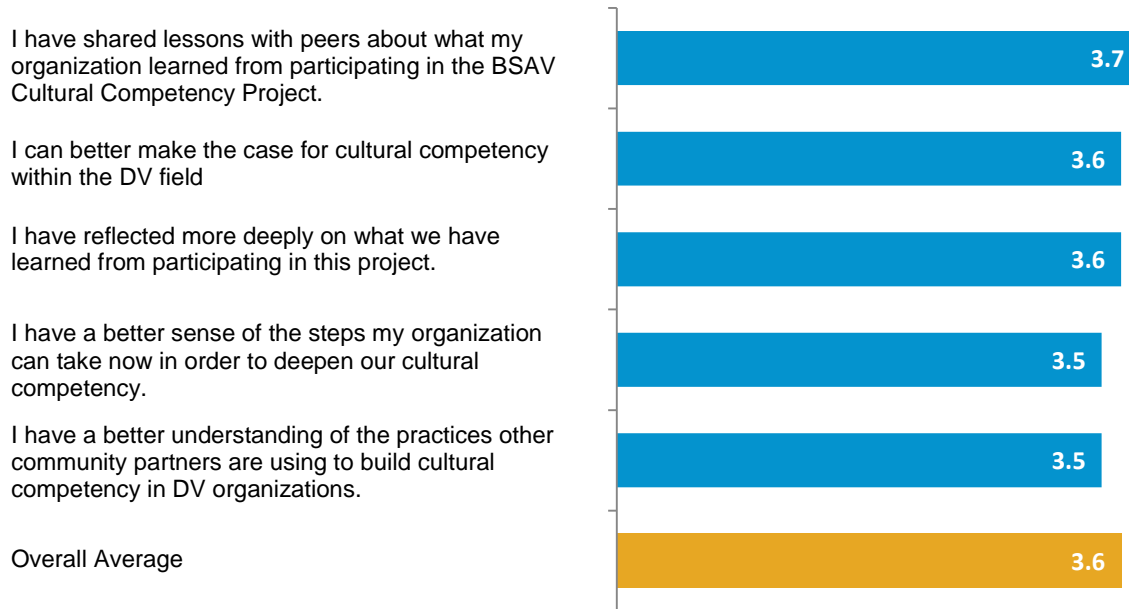 I have shared lessons with peers about what my
organization learned from participating in the BSAV
Cultural Competency Project.
3.7
I can better make the case for cultural competency
within the DV field
3.6
I have reflected more deeply on what we have
learned from participating in this project.
3.6
I have a better sense of the steps my organization
can take now in order to deepen our cultural
competency.
3.5
I have a better understanding of the practices other
community partners are using to build cultural
competency in DV organizations.
3.5
Overall Average
3.6